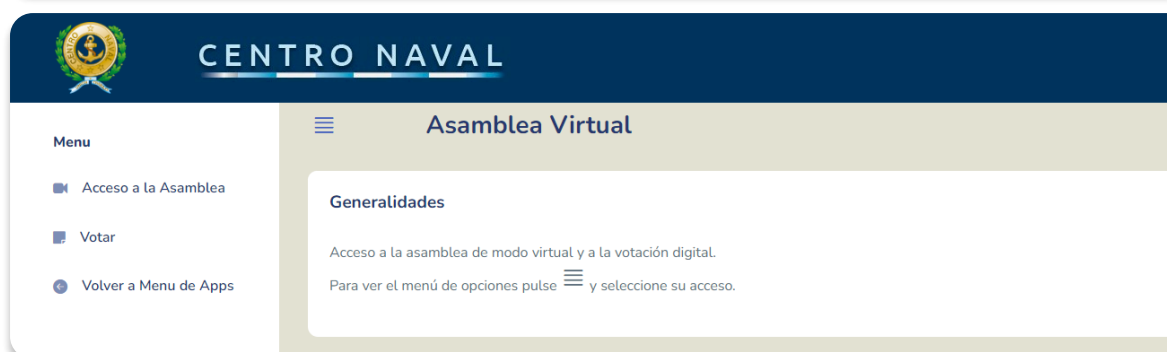 CENTRO NAVAL
Menu
Acceso a la Asamblea
Votar
Volver a Menu de Apps
Asamblea Virtual
Generalidades
Acceso a la asamblea de modo virtual y a la votación digital.
Para ver el menú de opciones pulse y seleccione su acceso.